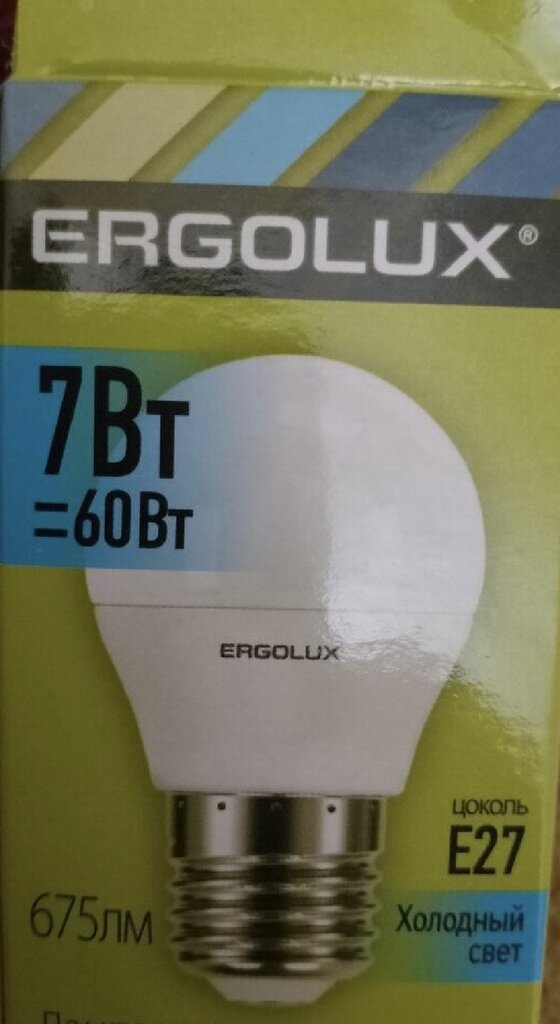 ERGOLUX®
7Вт
=60Вт
ERGOLUX
цоколь
E27
675лм
Холодный
свет